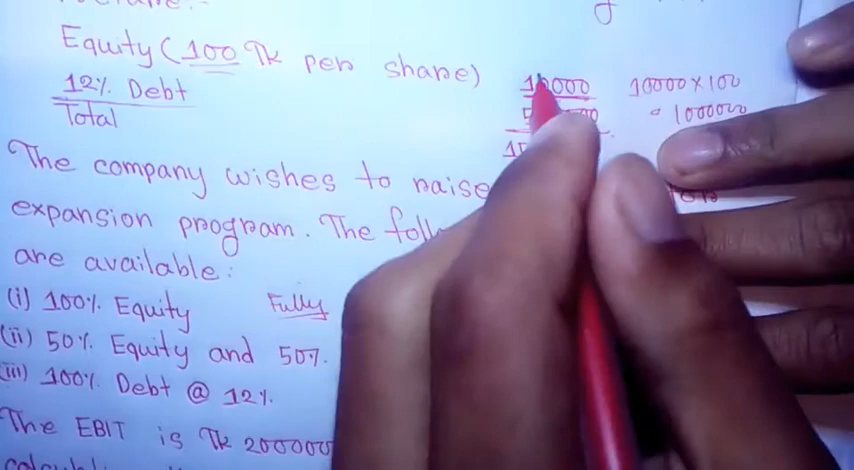 Equity (100 Tk per share) 10000 10000 × 100
12% Debt = 1000000
Total
The company wishes to raise
expansion program. The foll
are available:
(i) 100% Equity Fully
(ii) 50% Equity and 50%.
(iii) 100% Debt @ 12%.
The EBIT is Tk 200000